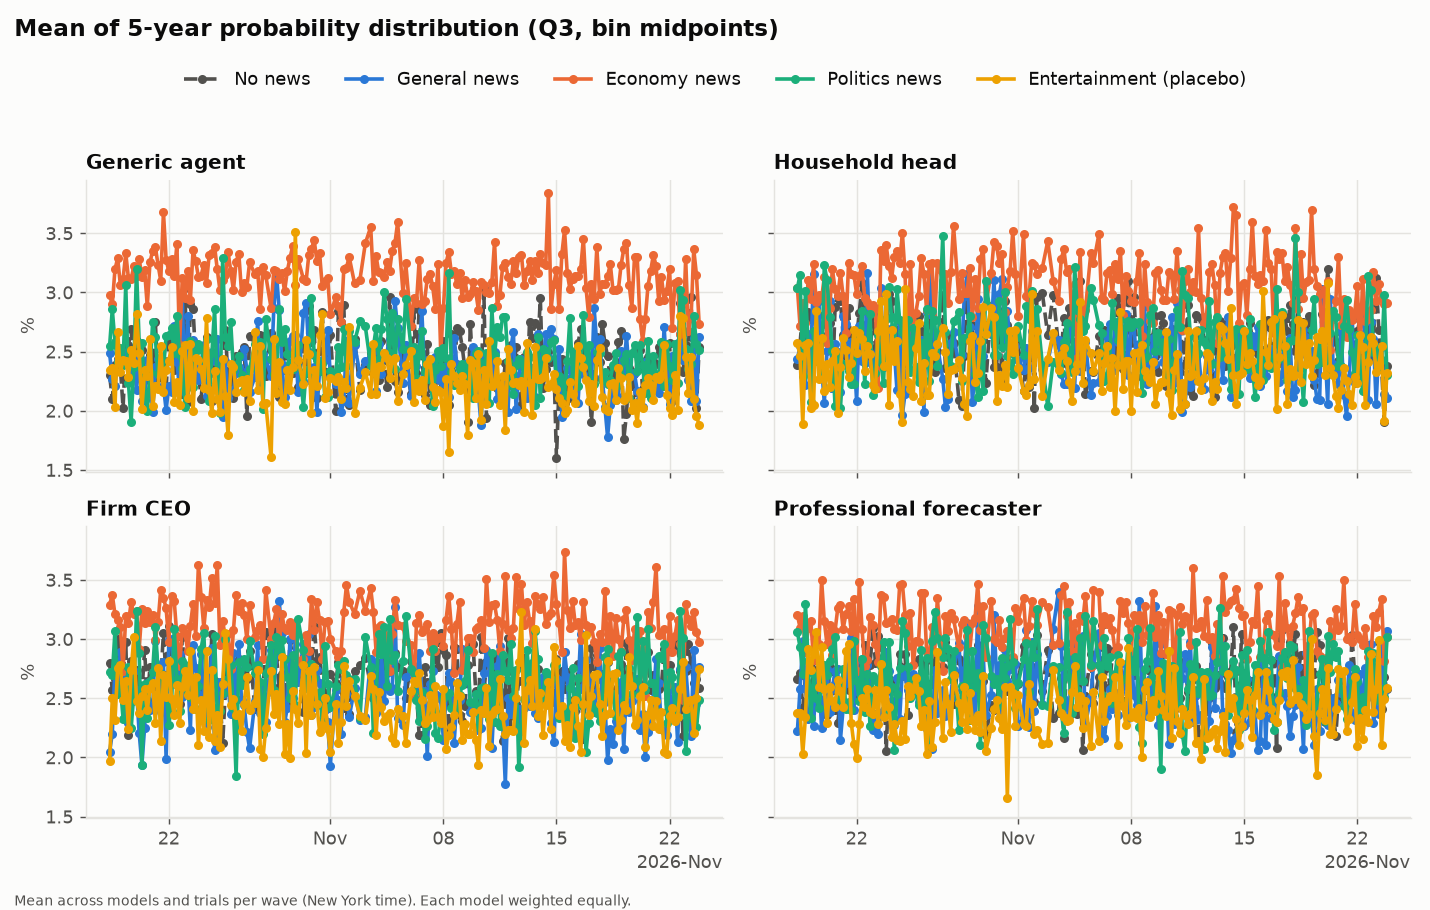 Mean of 5-year probability distribution (Q3, bin midpoints)
No news General news Economy news Politics news Entertainment (placebo)
Generic agent Household head
3.5
3.0
%
%
2.5
2.0
1.5
Firm CEO Professional forecaster
3.5
3.0
%
%
2.5
2.0
1.5
22 Nov 08 15 22 22 Nov 08 15 22
2026-Nov 2026-Nov
Mean across models and trials per wave (New York time). Each model weighted equally.